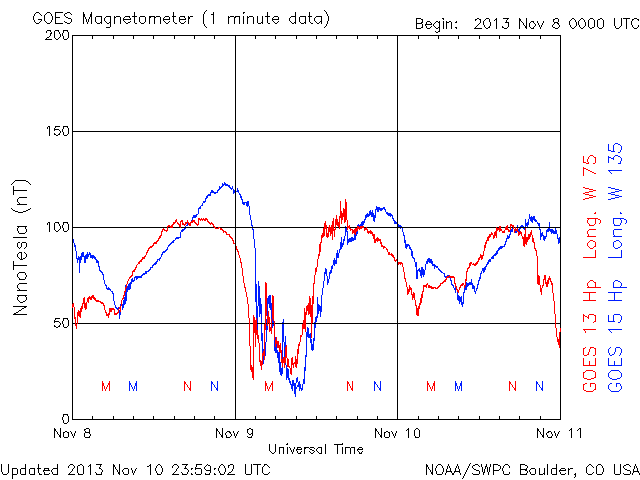 GOES Magnetometer (1 minute data)
Begin: 2013 Nov 8 0000 UTC
200
150
100
50
0
NanoTesla (nT)
M M N N M N N M M N N
Nov 8 Nov 9 Nov 10 Nov 11
Universal Time
GOES 13 Hp Long. W 75
GOES 15 Hp Long. W 135
Updated 2013 Nov 10 23:59:02 UTC
NOAA/SWPC Boulder, CO USA